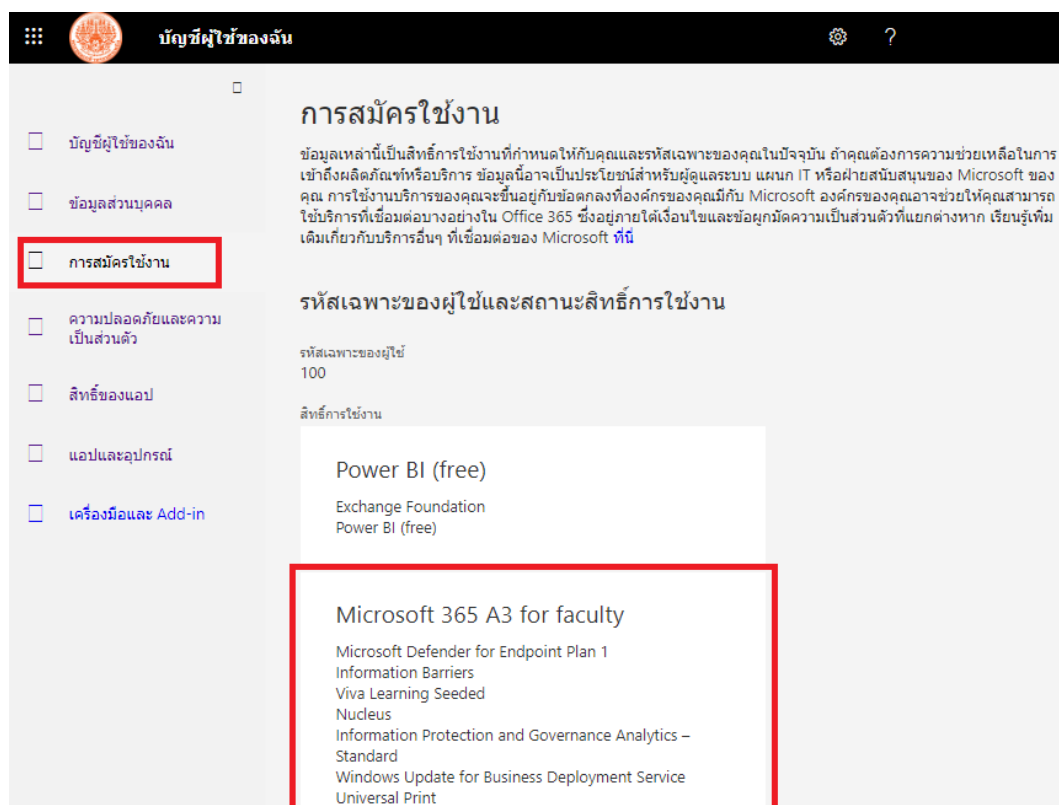 บัญชีผู้ใช้ของฉัน
?
บัญชีผู้ใช้ของฉัน
ข้อมูลส่วนบุคคล
การสมัครใช้งาน
ความปลอดภัยและความ
เป็นส่วนตัว
สิทธิ์ของแอป
แอปและอุปกรณ์
เครื่องมือและ Add-in
การสมัครใช้งาน
ข้อมูลเหล่านี้เป็นสิทธิ์การใช้งานที่กำหนดให้กับคุณและรหัสเฉพาะของคุณในปัจจุบัน ถ้าคุณต้องการความช่วยเหลือในการ
เข้าถึงผลิตภัณฑ์หรือบริการ ข้อมูลนี้อาจเป็นประโยชน์สำหรับผู้ดูแลระบบ แผนก IT หรือฝ่ายสนับสนุนของ Microsoft ของ
คุณ การใช้งานบริการของคุณจะขึ้นอยู่กับข้อตกลงที่องค์กรของคุณมีกับ Microsoft องค์กรของคุณอาจช่วยให้คุณสามารถ
ใช้บริการที่เชื่อมต่อบางอย่างใน Office 365 ซึ่งอยู่ภายใต้เงื่อนไขและข้อผูกมัดความเป็นส่วนตัวที่แยกต่างหาก เรียนรู้เพิ่ม
เติมเกี่ยวกับบริการอื่นๆ ที่เชื่อมต่อของ Microsoft ที่นี่
รหัสเฉพาะของผู้ใช้และสถานะสิทธิ์การใช้งาน
รหัสเฉพาะของผู้ใช้
100
สิทธิ์การใช้งาน
Power BI (free)
Exchange Foundation
Power BI (free)
Microsoft 365 A3 for faculty
Microsoft Defender for Endpoint Plan 1
Information Barriers
Viva Learning Seeded
Nucleus
Information Protection and Governance Analytics –
Standard
Windows Update for Business Deployment Service
Universal Print